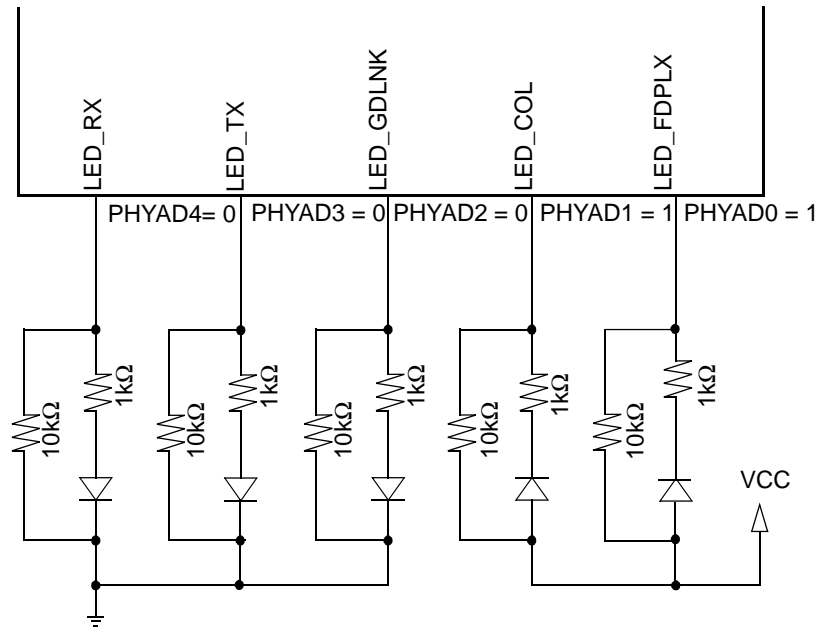 LED_RX
LED_TX
LED_GDLNK
LED_COL
LED_FDPLX
PHYAD4= 0
PHYAD3 = 0
PHYAD2 = 0
PHYAD1 = 1
PHYAD0 = 1
10kΩ
1kΩ
10kΩ
1kΩ
10kΩ
1kΩ
10kΩ
1kΩ
10kΩ
1kΩ
VCC